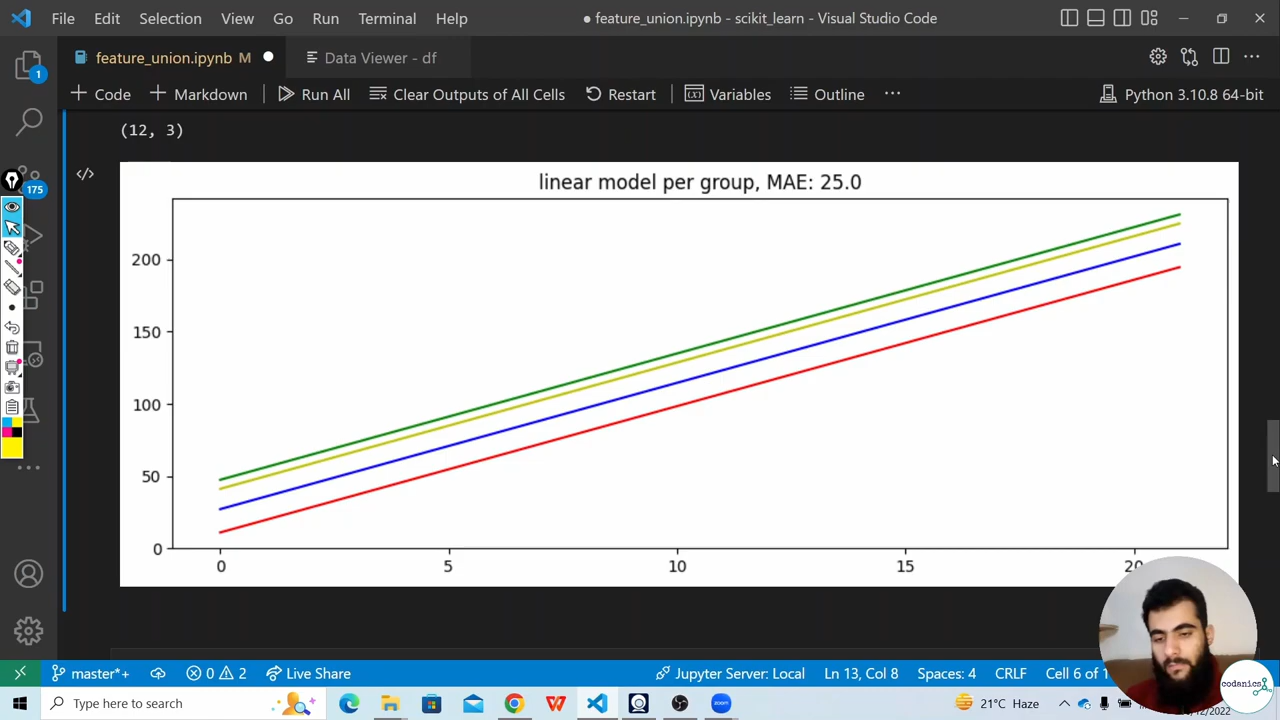 File Edit Selection View Go Run Terminal Help
● feature_union.ipynb - scikit_learn - Visual Studio Code
1
feature_union.ipynb M
Data Viewer - df
Code
Markdown
Run All
Clear Outputs of All Cells
Restart
Variables
Outline
...
Python 3.10.8 64-bit
(12, 3)
175
linear model per group, MAE: 25.0
200
150
100
50
0
0 5 10 15 20
master*+
0 2
Live Share
Jupyter Server: Local
Ln 13, Col 8
Spaces: 4
CRLF
codanics
Type here to search
zoom
21°C Haze